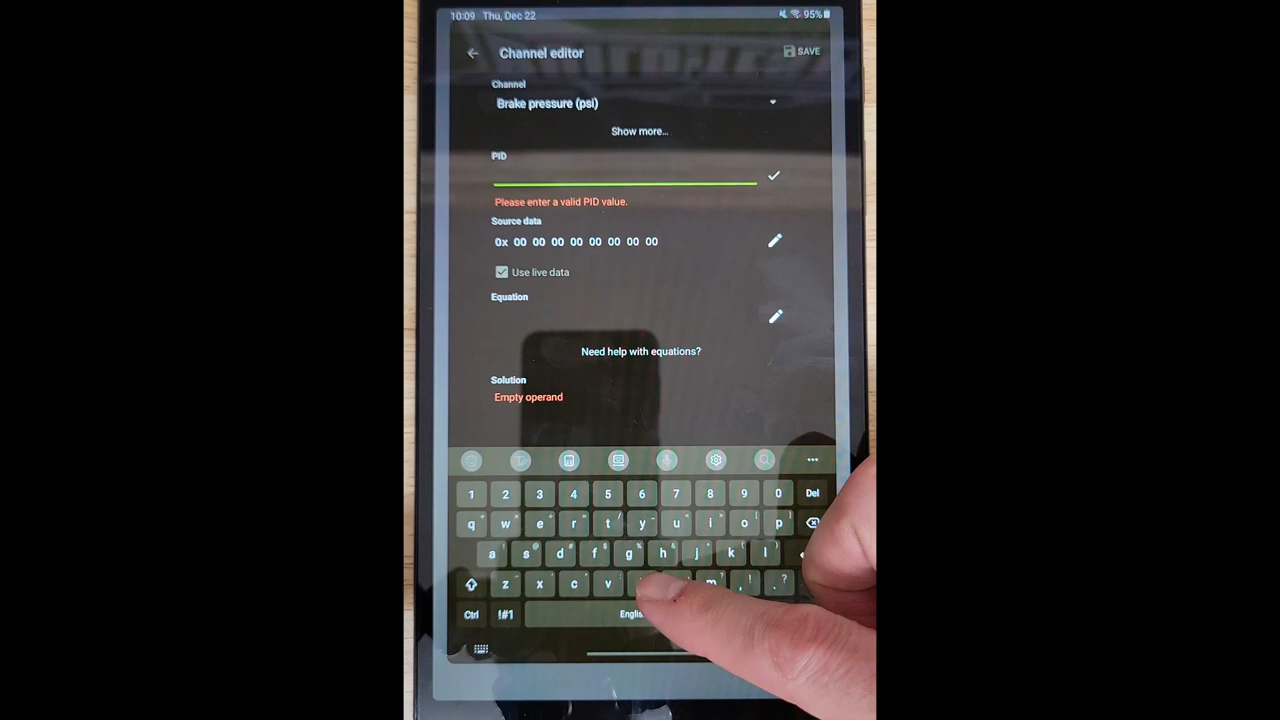 10:09 Thu, Dec 22 95%
Channel editor SAVE
Channel
Brake pressure (psi)
Show more...
PID
Please enter a valid PID value.
Source data
0x 00 00 00 00 00 00 00 00
Use live data
Equation
Need help with equations?
Solution
Empty operand
1 2 3 4 5 6 7 8 9 0 Del
q w e r t y u i o p
a s d f g h j k l
z x c v m , ! . ?
Ctrl !#1